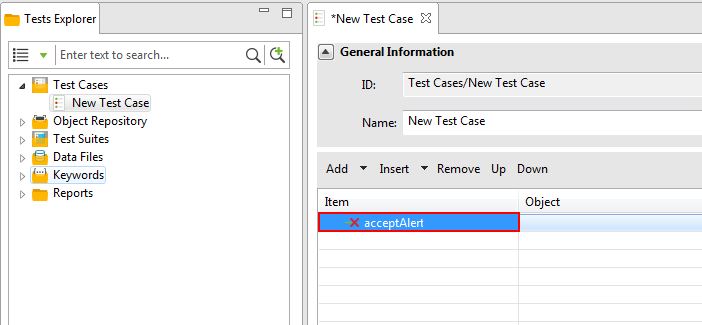 Tests Explorer
Enter text to search...
Test Cases
New Test Case
Object Repository
Test Suites
Data Files
Keywords
Reports
*New Test Case
General Information
ID: Test Cases/New Test Case
Name: New Test Case
Add Insert Remove Up Down
Item Object
acceptAlert